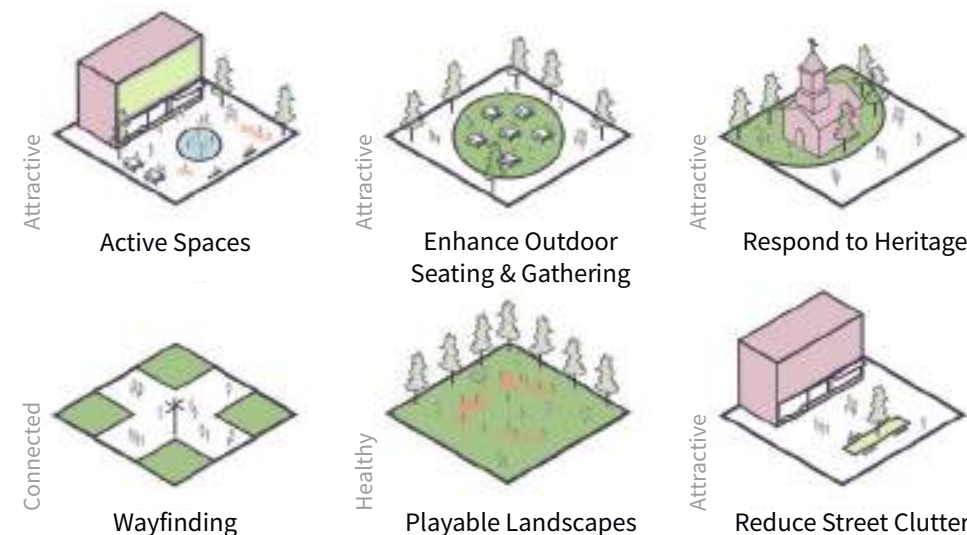 Attractive
Active Spaces
Attractive
Enhance Outdoor
Seating & Gathering
Attractive
Respond to Heritage
Connected
Wayfinding
Healthy
Playable Landscapes
Attractive
Reduce Street Clutter